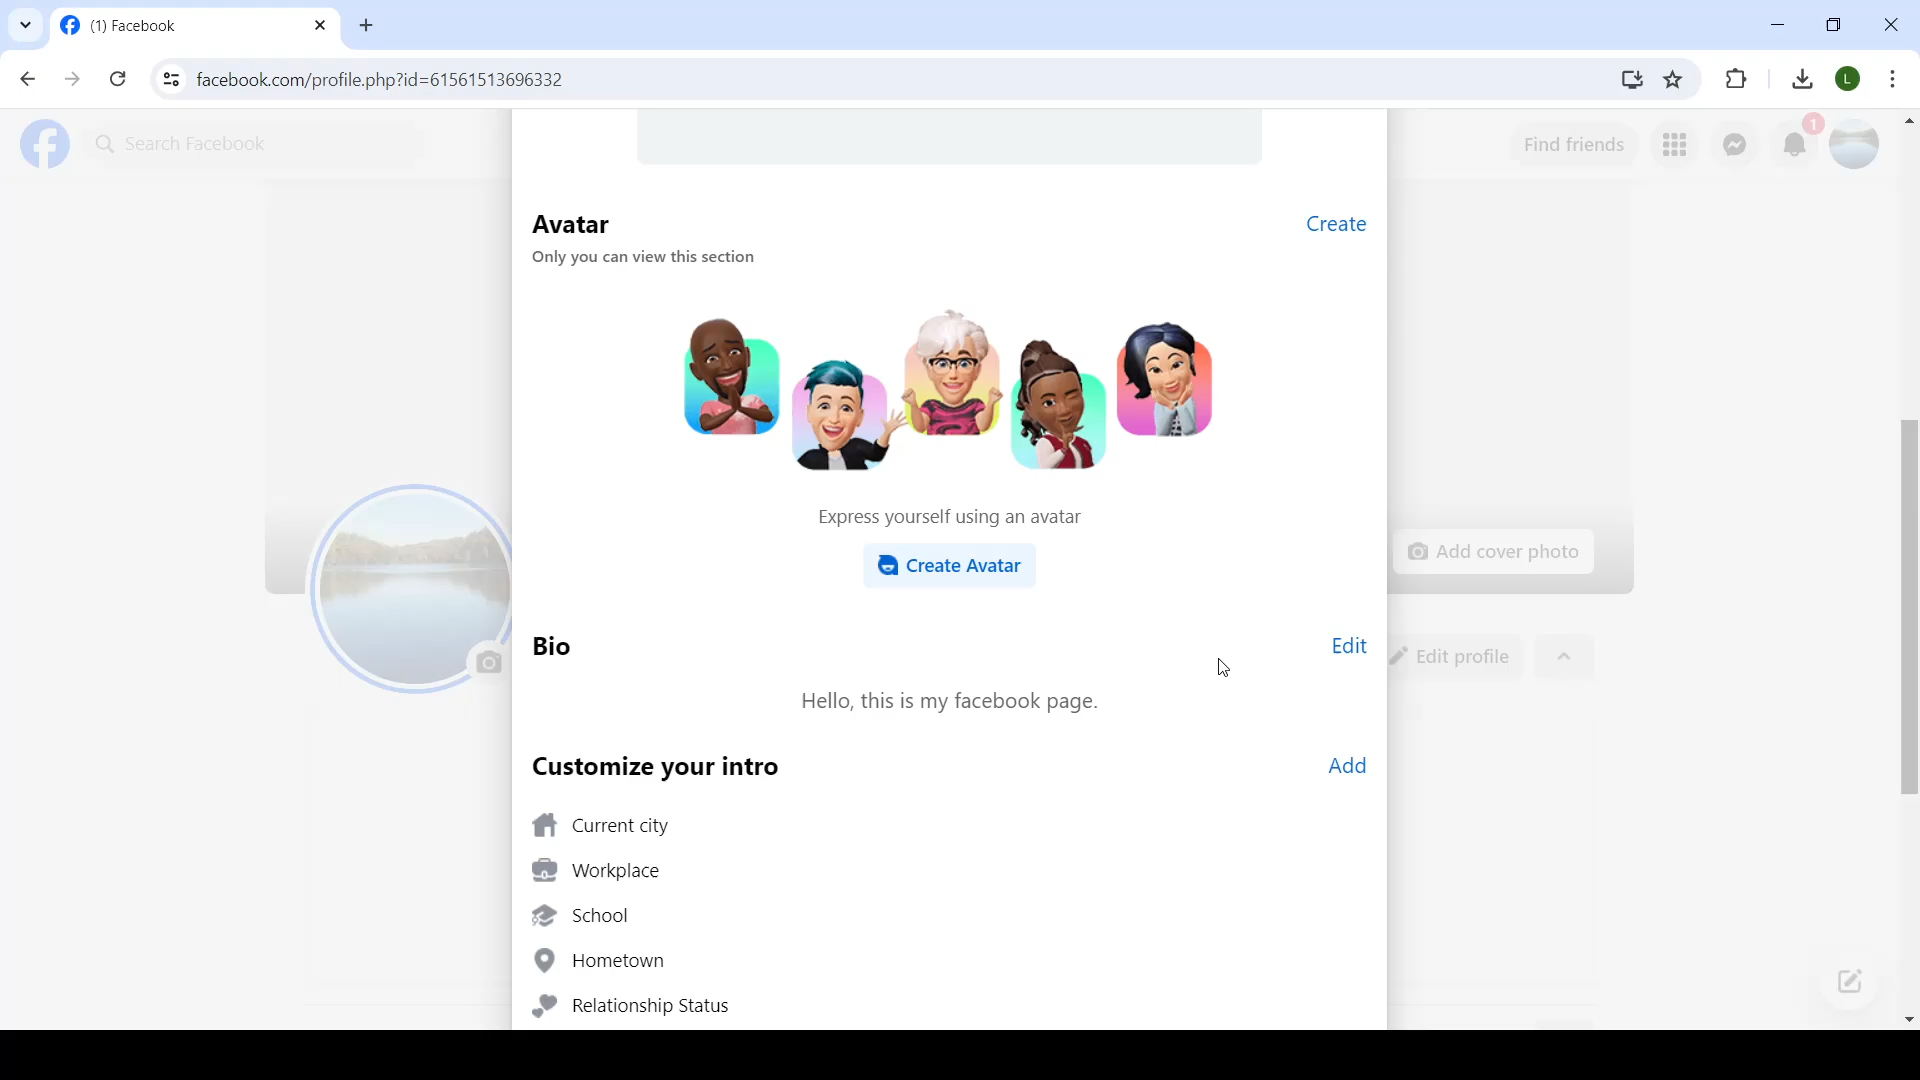 (1) Facebook
facebook.com/profile.php?id=61561513696332
L
Search Facebook
Find friends
1
Avatar
Create
Only you can view this section
Express yourself using an avatar
Create Avatar
Add cover photo
Bio
Edit
Edit profile
Hello, this is my facebook page.
Customize your intro
Add
Current city
Workplace
School
Hometown
Relationship Status